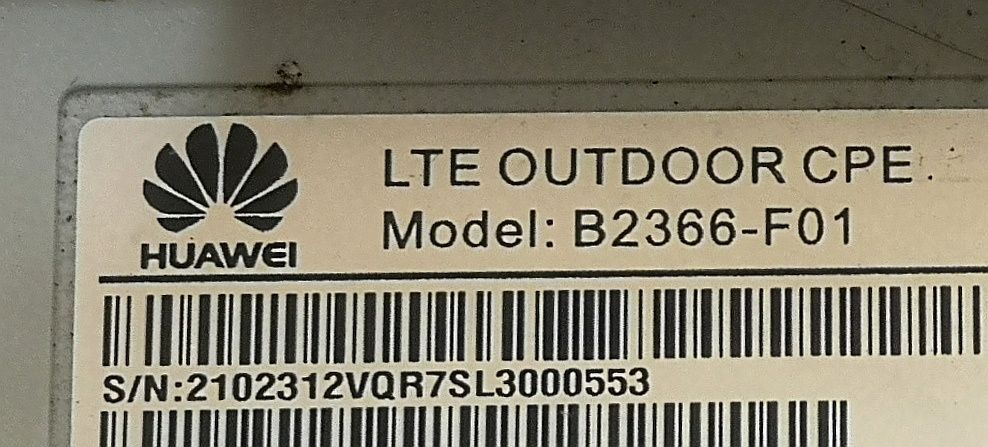 LTE OUTDOOR CPE
Model: B2366-F01
HUAWEI
S/N:2102312VQR7SL3000553